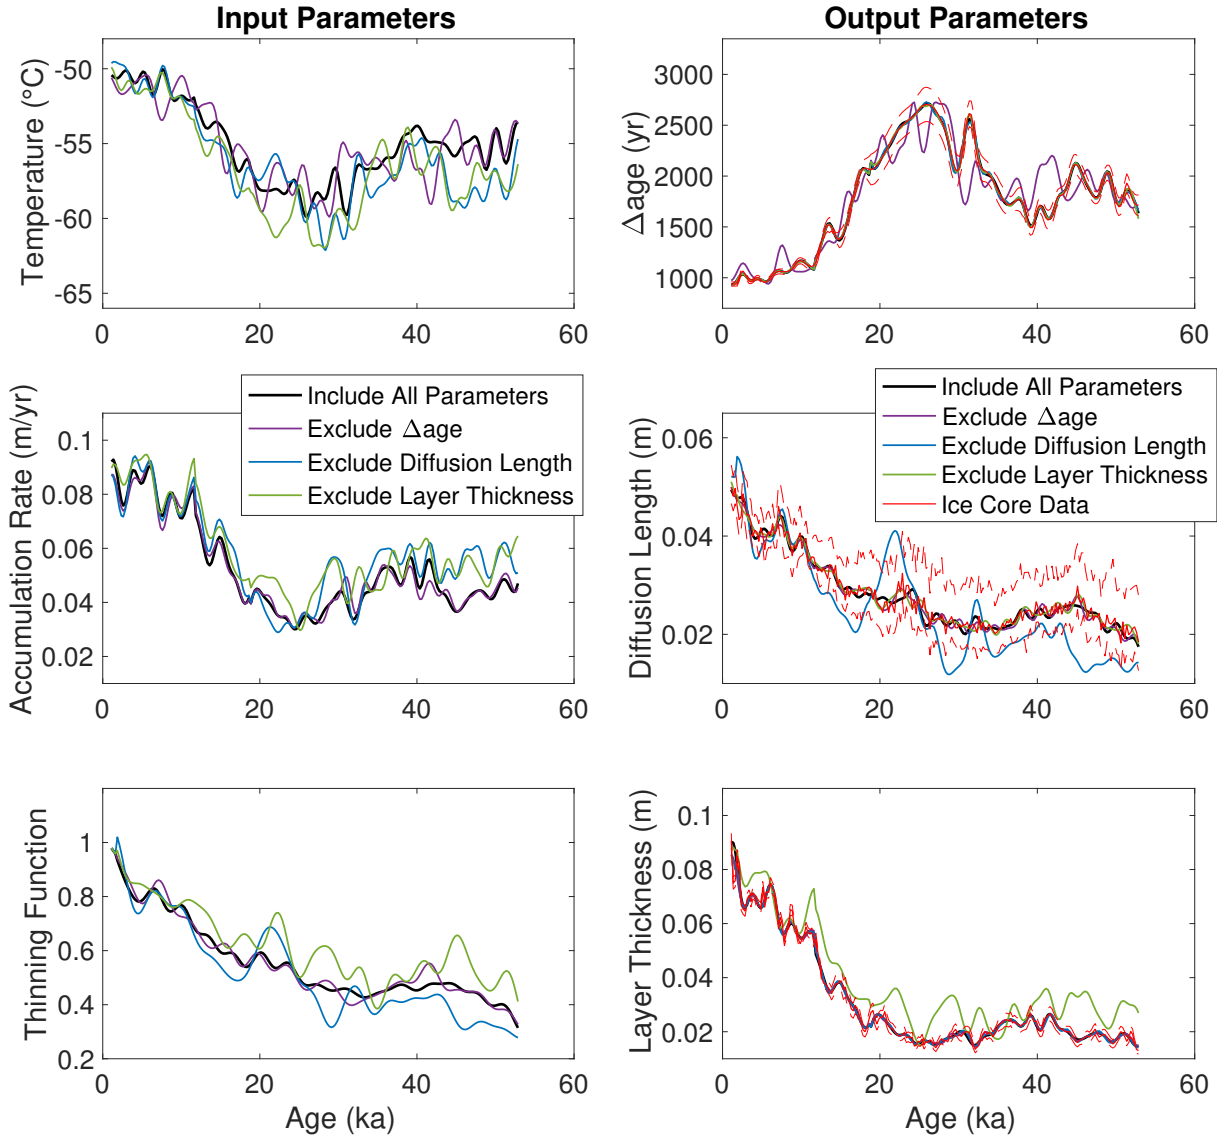 Input Parameters
Output Parameters
Temperature (°C)
-50
-55
-60
-65
0
20
40
60
Δage (yr)
3000
2500
2000
1500
1000
0
20
40
60
Accumulation Rate (m/yr)
0.1
0.08
0.06
0.04
0.02
0
20
40
60
Include All Parameters
Exclude Δage
Exclude Diffusion Length
Exclude Layer Thickness
Diffusion Length (m)
0.06
0.04
0.02
0
20
40
60
Include All Parameters
Exclude Δage
Exclude Diffusion Length
Exclude Layer Thickness
Ice Core Data
Thinning Function
1
0.8
0.6
0.4
0.2
0
20
40
60
Age (ka)
Layer Thickness (m)
0.1
0.08
0.06
0.04
0.02
0
20
40
60
Age (ka)